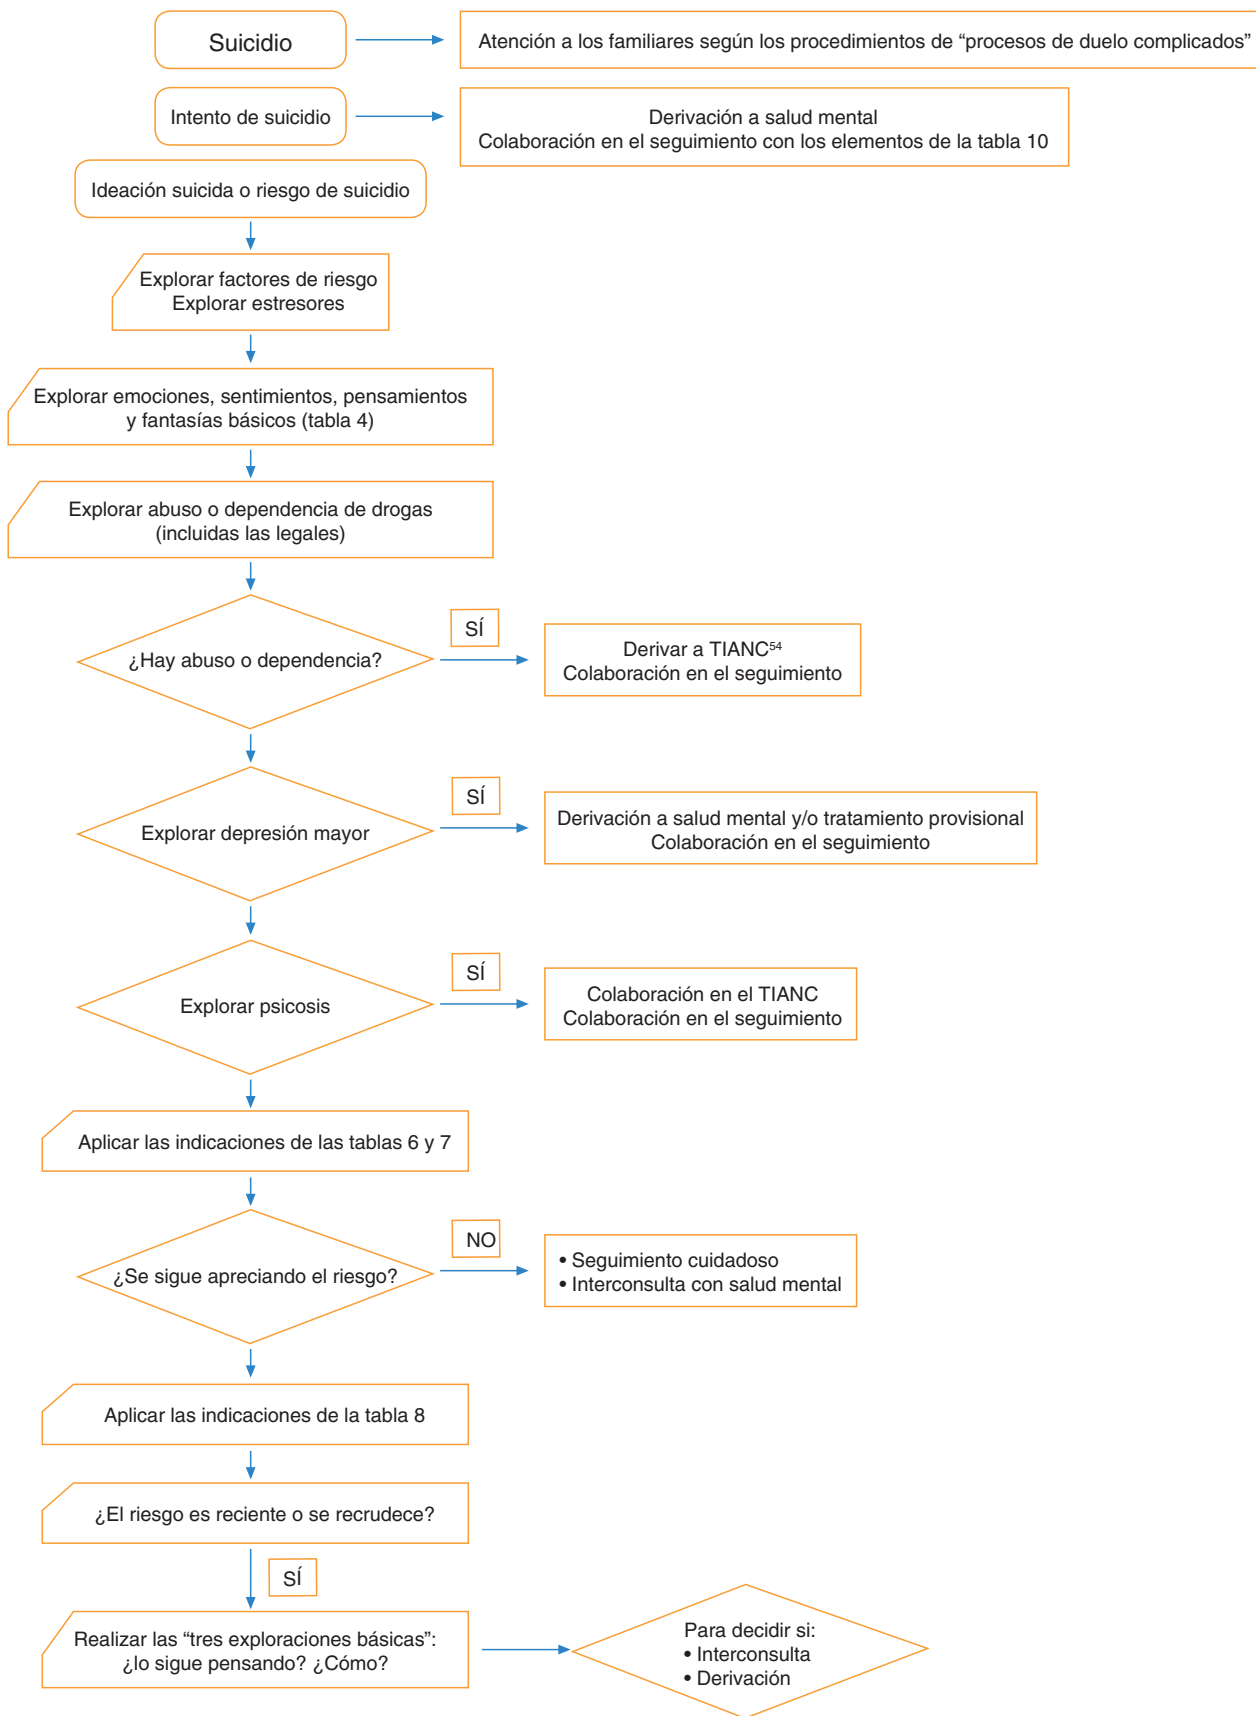 Suicidio
Atención a los familiares según los procedimientos de “procesos de duelo complicados”
Intento de suicidio
Derivación a salud mental
Colaboración en el seguimiento con los elementos de la tabla 10
Ideación suicida o riesgo de suicidio
Explorar factores de riesgo
Explorar estresores
Explorar emociones, sentimientos, pensamientos
y fantasías básicos (tabla 4)
Explorar abuso o dependencia de drogas
(incluidas las legales)
¿Hay abuso o dependencia?
SÍ
Derivar a TIANC⁵⁴
Colaboración en el seguimiento
Explorar depresión mayor
SÍ
Derivación a salud mental y/o tratamiento provisional
Colaboración en el seguimiento
Explorar psicosis
SÍ
Colaboración en el TIANC
Colaboración en el seguimiento
Aplicar las indicaciones de las tablas 6 y 7
¿Se sigue apreciando el riesgo?
NO
• Seguimiento cuidadoso
• Interconsulta con salud mental
Aplicar las indicaciones de la tabla 8
¿El riesgo es reciente o se recrudece?
SÍ
Realizar las “tres exploraciones básicas”:
¿lo sigue pensando? ¿Cómo?
Para decidir si:
• Interconsulta
• Derivación